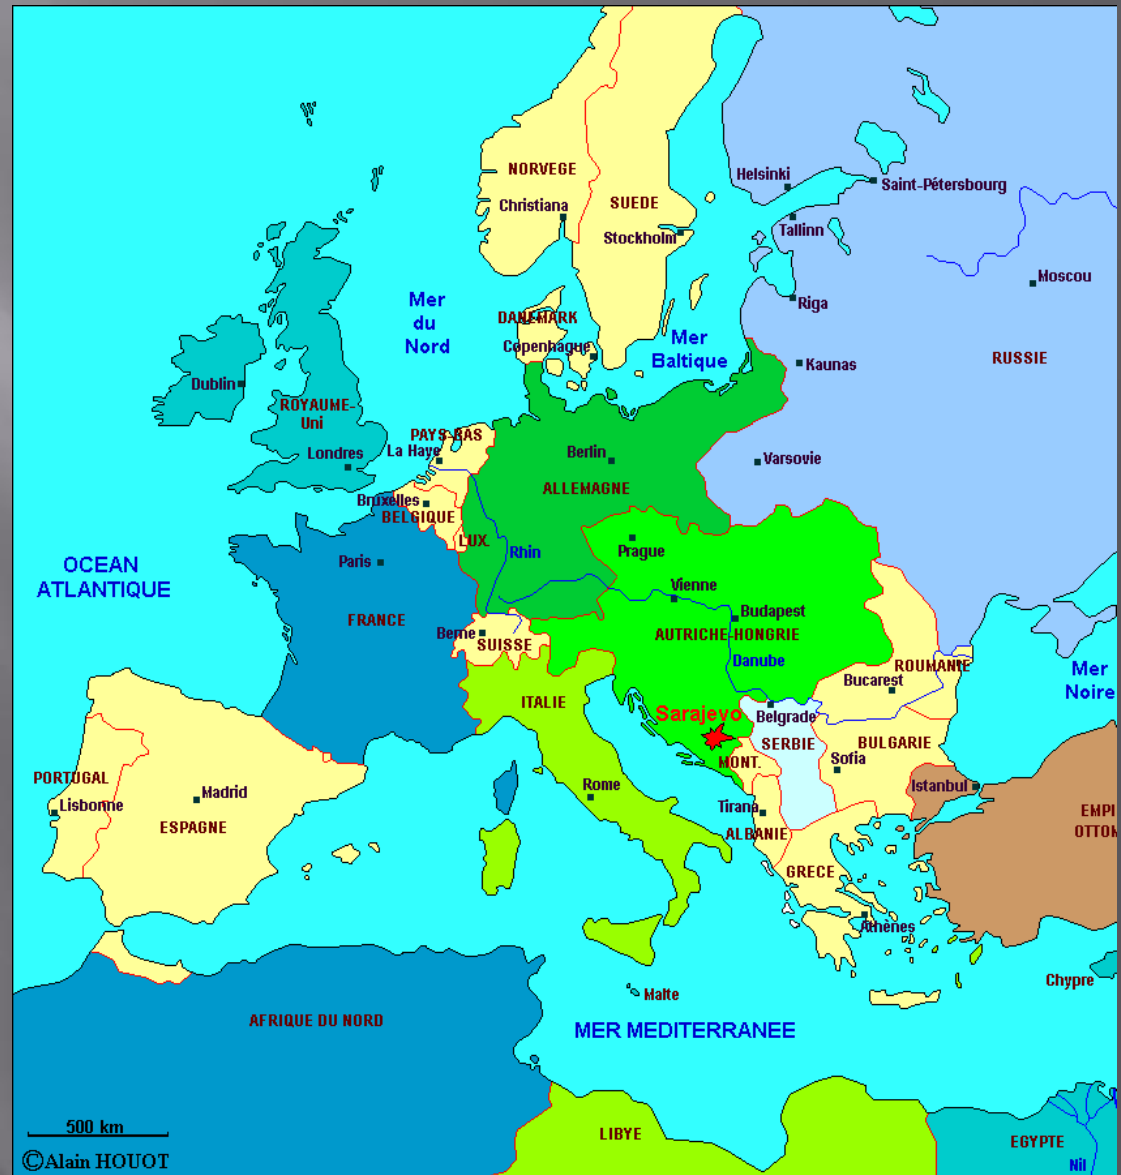 NORVEGE
Christiana
SUEDE
Stockholm
Helsinki
Saint-Pétersbourg
Tallinn
Moscou
Riga
Mer
du
Nord
DANEMARK
Copenhague
Mer
Baltique
Kaunas
RUSSIE
Dublin
ROYAUME-
Uni
Londres
PAYS-BAS
La Haye
Berlin
Varsovie
ALLEMAGNE
Bruxelles
BELGIQUE
LUX.
Rhin
Prague
Paris
OCEAN
ATLANTIQUE
Vienne
Budapest
FRANCE
Berne
SUISSE
AUTRICHE-HONGRIE
Danube
ROUMANIE
Bucarest
Mer
Noire
ITALIE
Sarajevo
Belgrade
SERBIE
BULGARIE
MONT.
Sofia
PORTUGAL
Lisbonne
Madrid
ESPAGNE
Rome
Istanbul
Tirana
ALBANIE
EMPI
OTTOM
GRECE
Athènes
Chypre
Malte
AFRIQUE DU NORD
MER MEDITERRANEE
LIBYE
EGYPTE
Nil
500 km
©Alain HOUOT